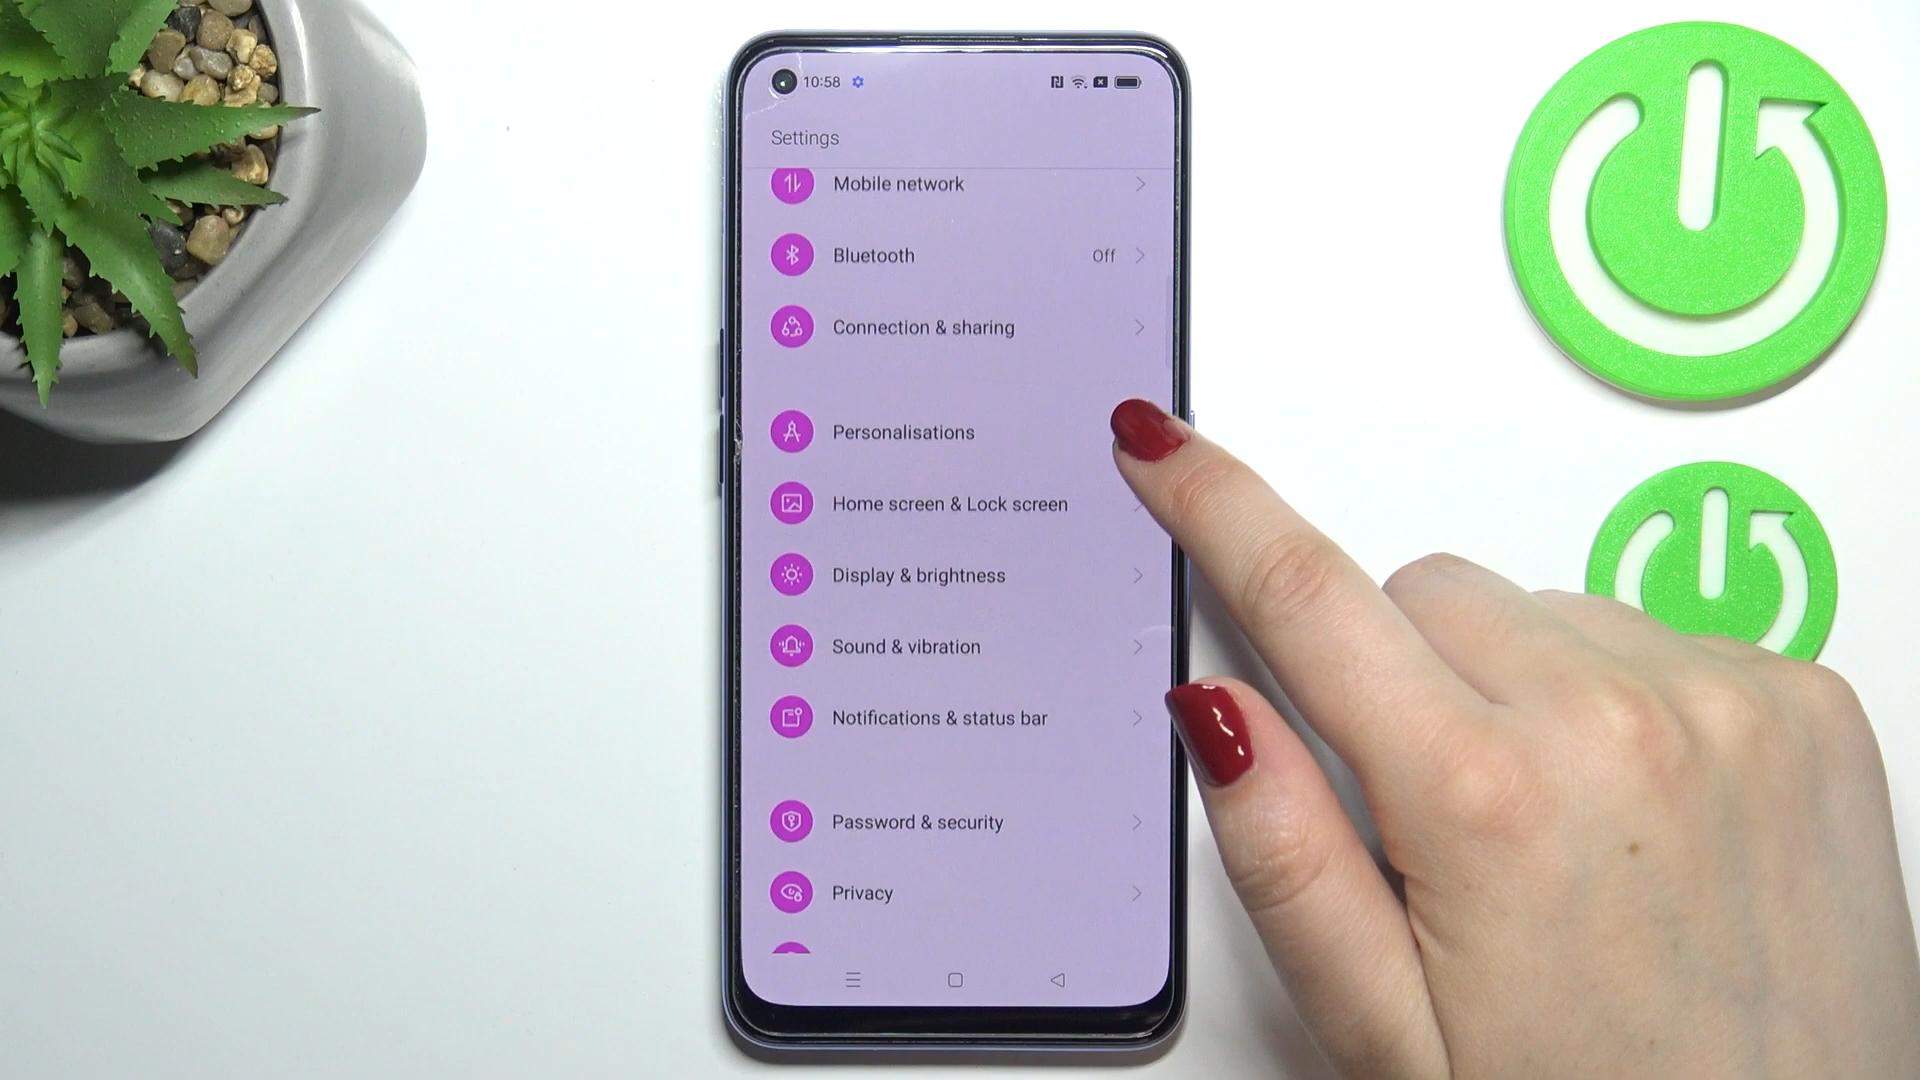 10:58
Settings
Mobile network
Bluetooth Off
Connection & sharing
Personalisations
Home screen & Lock screen
Display & brightness
Sound & vibration
Notifications & status bar
Password & security
Privacy